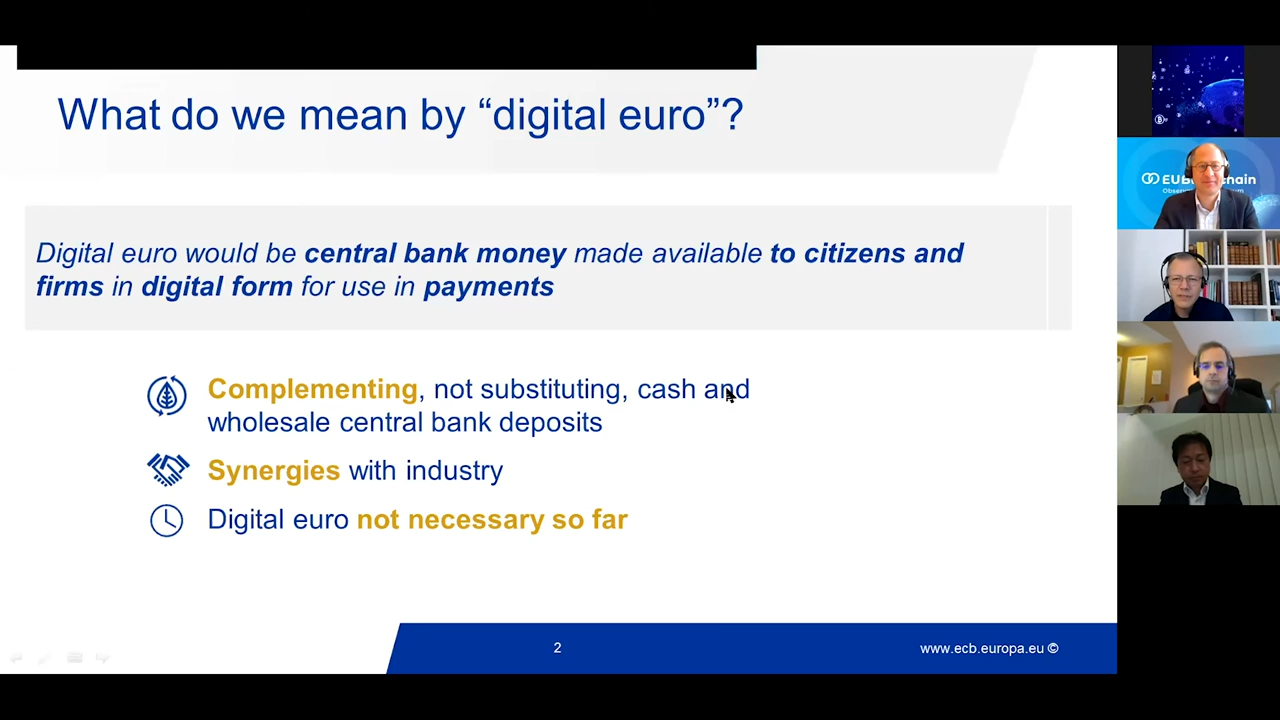 What do we mean by “digital euro”?
Digital euro would be central bank money made available to citizens and
firms in digital form for use in payments
Complementing, not substituting, cash and
wholesale central bank deposits
Synergies with industry
Digital euro not necessary so far
2
www.ecb.europa.eu ©